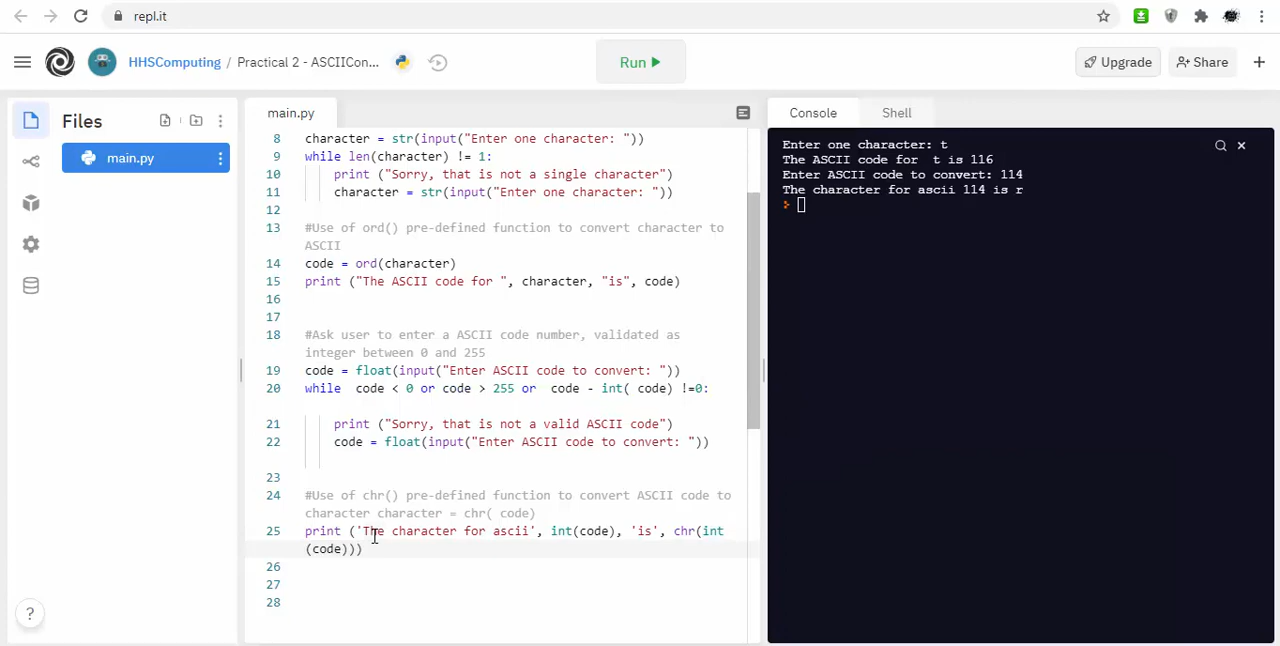 repl.it
HHSComputing / Practical 2 - ASCIICon...
Run
Upgrade
Share
Files
main.py
main.py
8 character = str(input("Enter one character: "))
9 while len(character) != 1:
10 print ("Sorry, that is not a single character")
11 character = str(input("Enter one character: "))
12
13 #Use of ord() pre-defined function to convert character to
ASCII
14 code = ord(character)
15 print ("The ASCII code for ", character, "is", code)
16
17
18 #Ask user to enter a ASCII code number, validated as
integer between 0 and 255
19 code = float(input("Enter ASCII code to convert: "))
20 while  code < 0 or code > 255 or  code - int( code) !=0:
21 print ("Sorry, that is not a valid ASCII code")
22 code = float(input("Enter ASCII code to convert: "))
23
24 #Use of chr() pre-defined function to convert ASCII code to
character character = chr( code)
25 print ('The character for ascii', int(code), 'is', chr(int
(code)))
26
27
28
Console
Shell
Enter one character: t
The ASCII code for  t is 116
Enter ASCII code to convert: 114
The character for ascii 114 is r
>
?